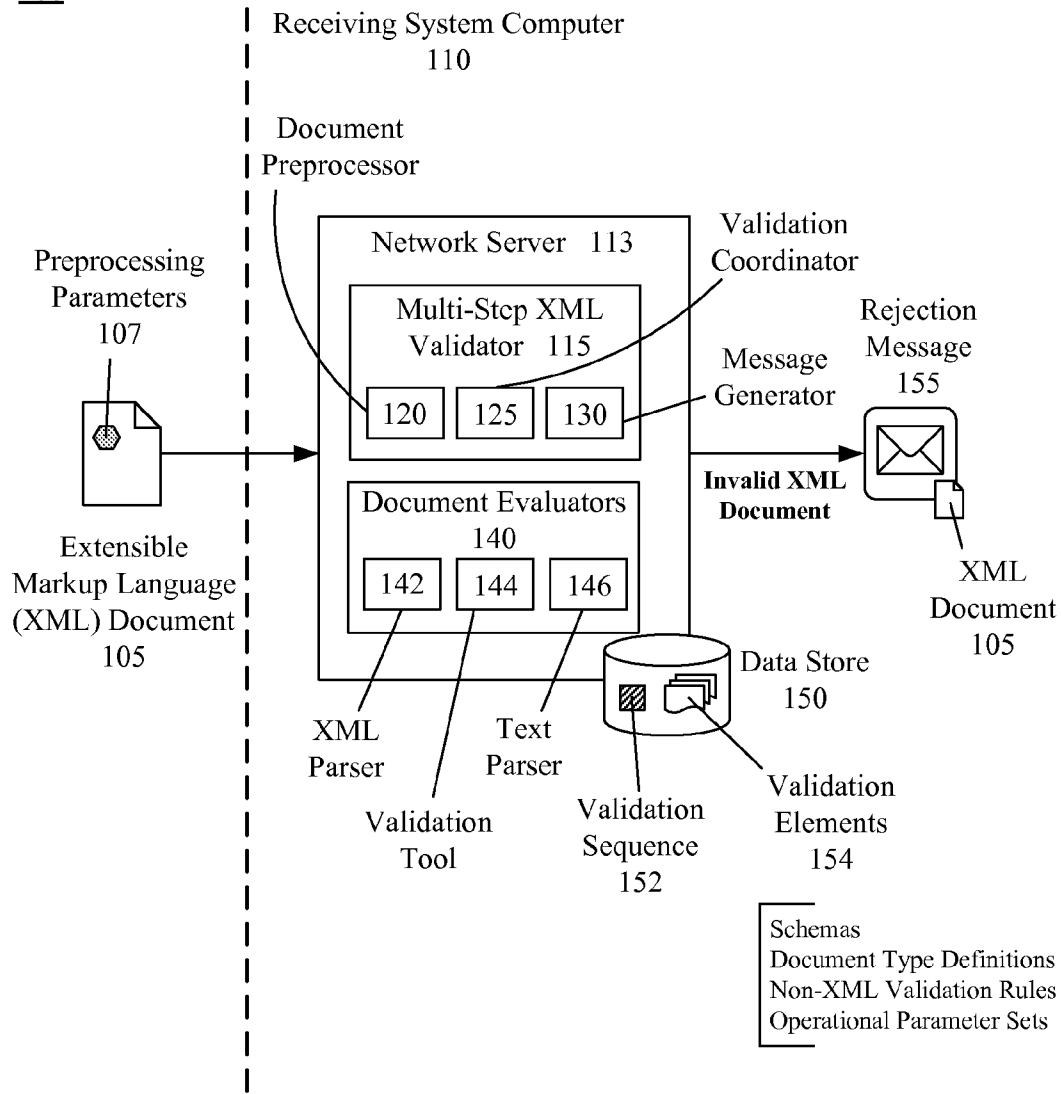 Receiving System Computer
110
Document
Preprocessor
Network Server 113
Validation
Coordinator
Preprocessing
Parameters
107
Multi-Step XML
Validator 115
120
125
130
Message
Generator
Rejection
Message
155
Invalid XML
Document
Document Evaluators
140
142
144
146
Extensible
Markup Language
(XML) Document
105
XML
Document
105
Data Store
150
XML
Parser
Text
Parser
Validation
Tool
Validation
Sequence
152
Validation
Elements
154
Schemas
Document Type Definitions
Non-XML Validation Rules
Operational Parameter Sets